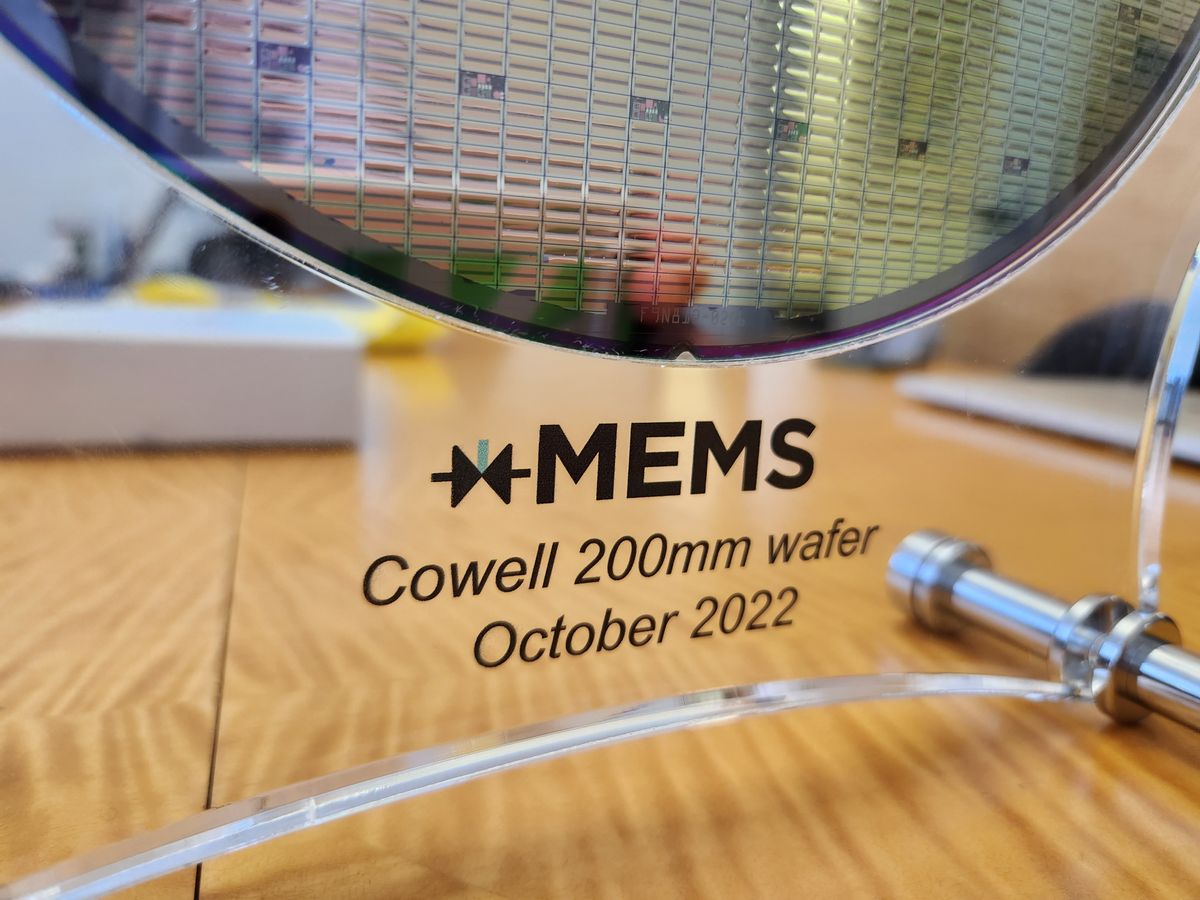 MEMS
Cowell 200mm wafer
October 2022